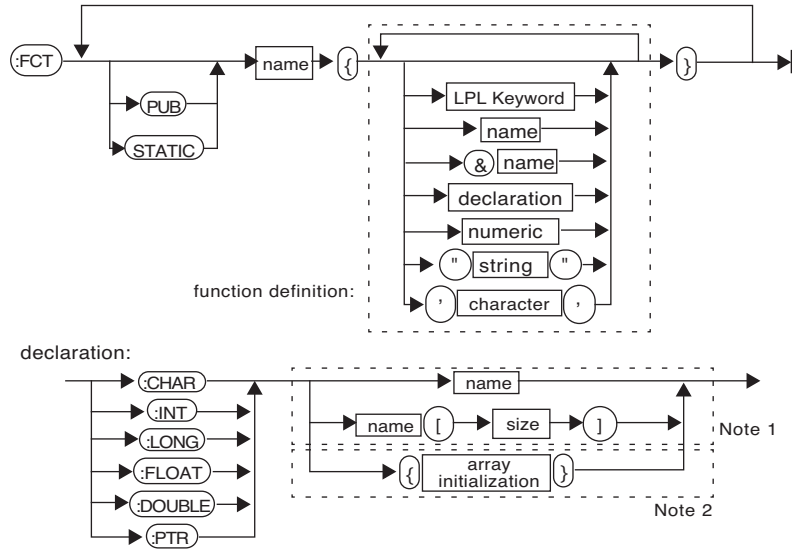 :FCT
name
{
}
PUB
STATIC
LPL Keyword
name
& name
declaration
numeric
" string "
function definition:
' character '
declaration:
:CHAR
name
:INT
name [ size ]
Note 1
:LONG
:FLOAT
{ array initialization }
:DOUBLE
Note 2
:PTR